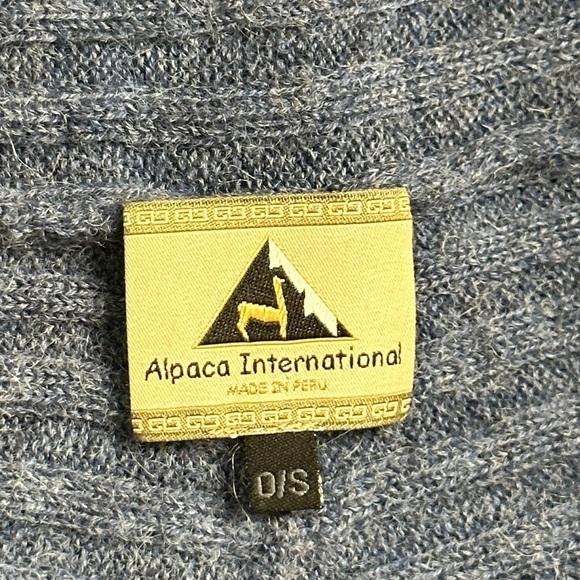 Alpaca International
MADE IN PERU
D/S